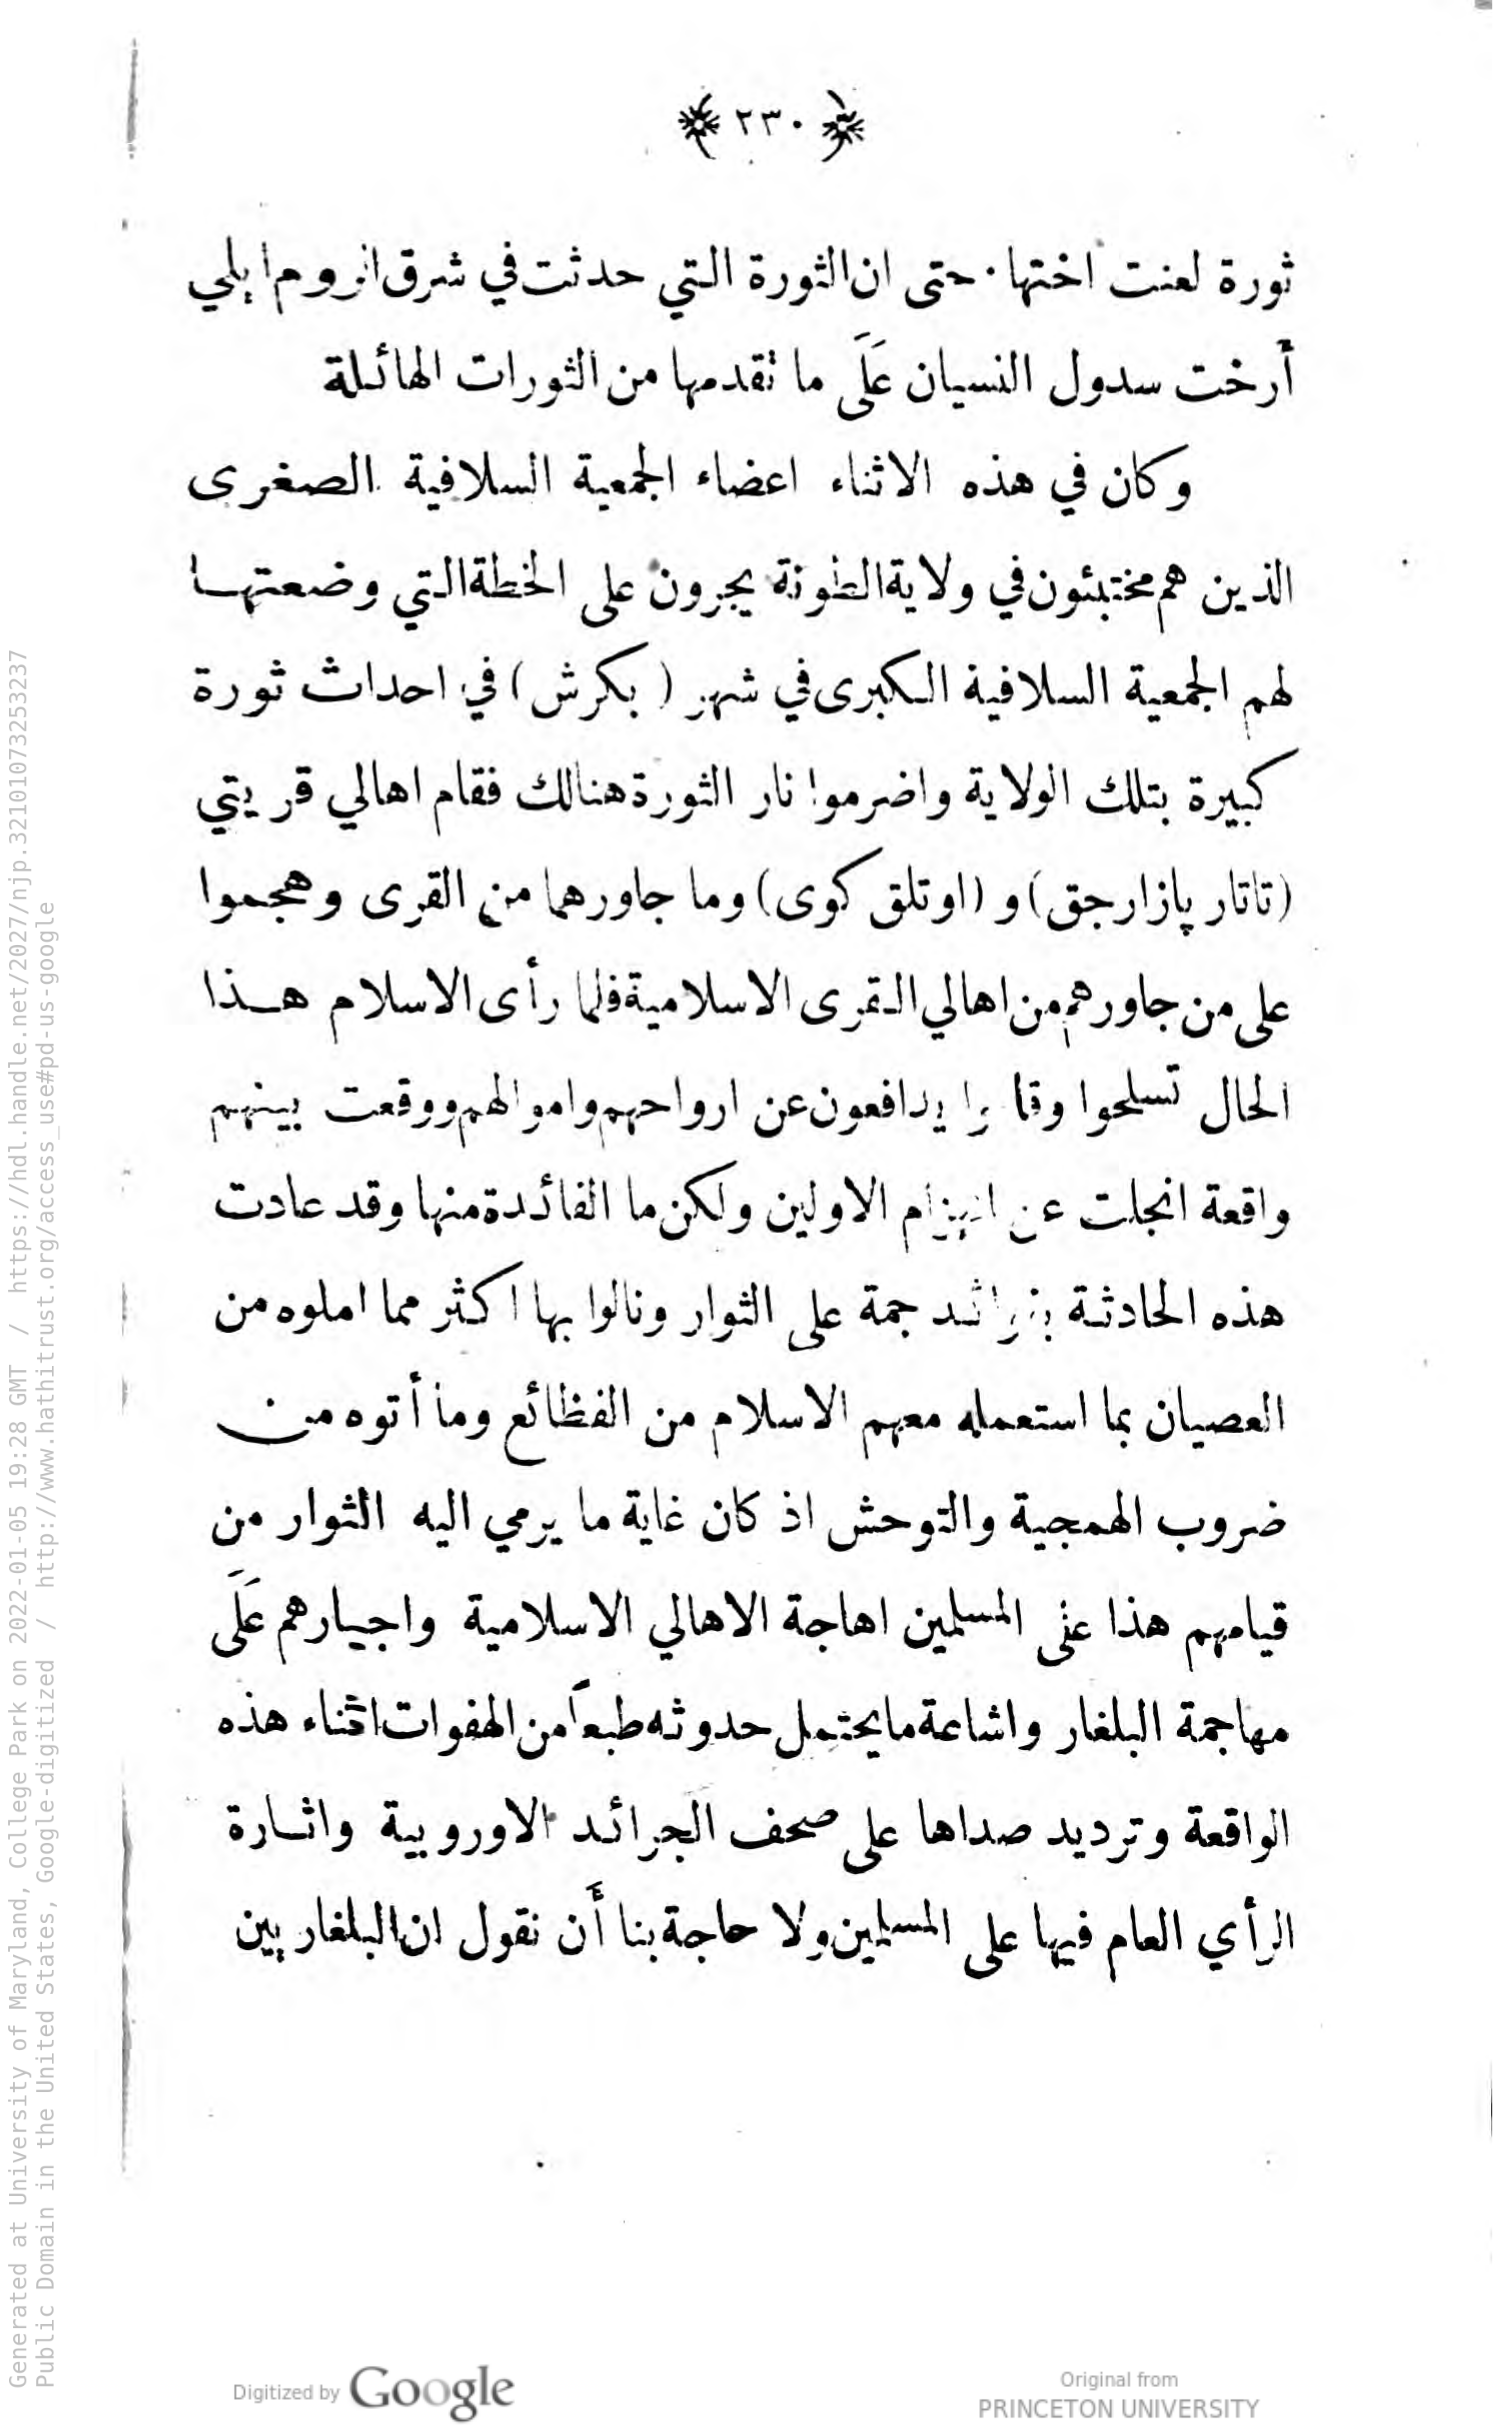 ٢٣٠
ثورة لعنت اختها · حتى ان الثورة التي حدثت في شرق الروم ايلي
أرخت سدول النسيان عَلَى ما تقدمها من الثورات الهائلة
وكان في هذه الاثناء اعضاء الجمعية السلافية الصغرى
الذين هم مختبئون في ولاية الطونة يجرون على الخطة التي وضعتها
لهم الجمعية السلافية الكبرى في شهر ( بكرش ) في احداث ثورة
كبيرة بتلك الولاية واضرموا نار الثورة هنالك فقام اهالي قريتي
(تاتار پازارجق) و (اوتلق كوى) وما جاورهما من القرى وهجموا
على من جاورهم من اهالي القرى الاسلامية فلما رأى الاسلام هذا
الحال تسلحوا وقاموا يدافعون عن ارواحهم واموالهم ووقعت بينهم
واقعة انجلت عن انهزام الاولين ولكن ما الفائدة منها وقد عادت
هذه الحادثة بفوائد جمة على الثوار ونالوا بها اكثر مما املوه من
العصيان بما استعمله معهم الاسلام من الفظائع وما أتوه من
ضروب الهمجية والتوحش اذ كان غاية ما يرمي اليه الثوار من
قيامهم هذا على المسلمين اهاجة الاهالي الاسلامية واجبارهم عَلَى
مهاجمة البلغار واشاعة ما يحتمل حدوثه طبعاً من الهفوات اثناء هذه
الواقعة وترديد صداها على صحف الجرائد الاوروبية واثارة
الرأي العام فيها على المسلمين ولا حاجة بنا أن نقول ان البلغاريين
Digitized by Google
Original from
PRINCETON UNIVERSITY
Generated at University of Maryland, College Park on 2022-01-05 19:28 GMT / https://hdl.handle.net/2027/njp.32101073253237
Public Domain in the United States, Google-digitized / http://www.hathitrust.org/access_use#pd-us-google